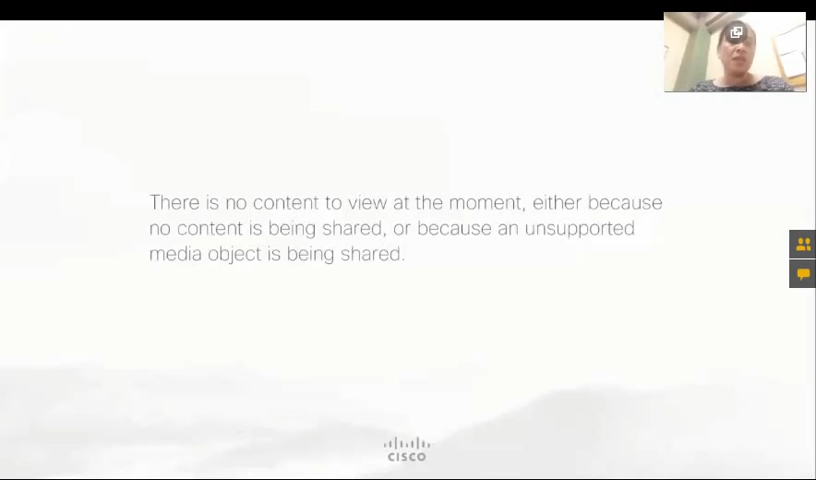 There is no content to view at the moment, either because
no content is being shared, or because an unsupported
media object is being shared.
CISCO